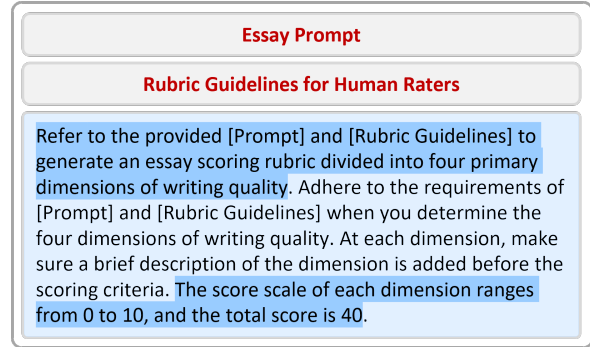 Essay Prompt
Rubric Guidelines for Human Raters
Refer to the provided [Prompt] and [Rubric Guidelines] to
generate an essay scoring rubric divided into four primary
dimensions of writing quality. Adhere to the requirements of
[Prompt] and [Rubric Guidelines] when you determine the
four dimensions of writing quality. At each dimension, make
sure a brief description of the dimension is added before the
scoring criteria. The score scale of each dimension ranges
from 0 to 10, and the total score is 40.